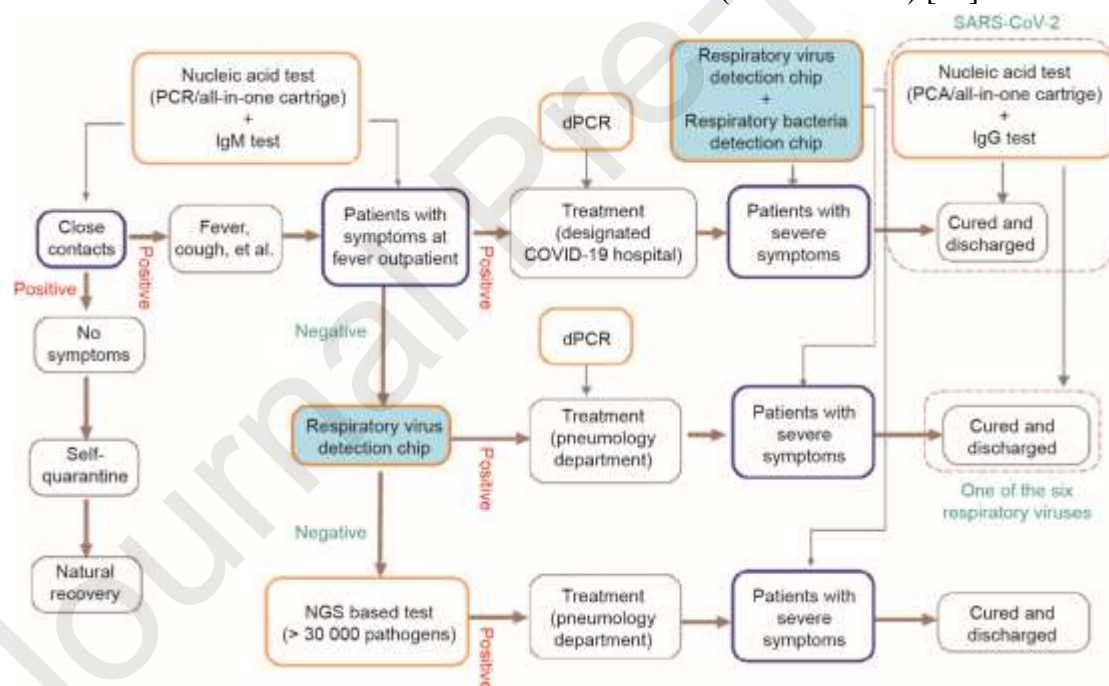 SARS-CoV-2
Nucleic acid test
(PCR/all-in-one cartrige)
+
IgM test
dPCR
Respiratory virus
detection chip
+
Respiratory bacteria
detection chip
Nucleic acid test
(PCA/all-in-one cartrige)
+
IgG test
Close
contacts
Positive
Fever,
cough, et al.
Patients with
symptoms at
fever outpatient
Positive
Treatment
(designated
COVID-19 hospital)
Patients with
severe
symptoms
Cured and
discharged
Positive
No
symptoms
Negative
dPCR
Self-
quarantine
Respiratory virus
detection chip
Positive
Treatment
(pneumology
department)
Patients with
severe
symptoms
Cured and
discharged
One of the six
respiratory viruses
Natural
recovery
Negative
NGS based test
(> 30 000 pathogens)
Positive
Treatment
(pneumology
department)
Patients with
severe
symptoms
Cured and
discharged
Journal Pre-